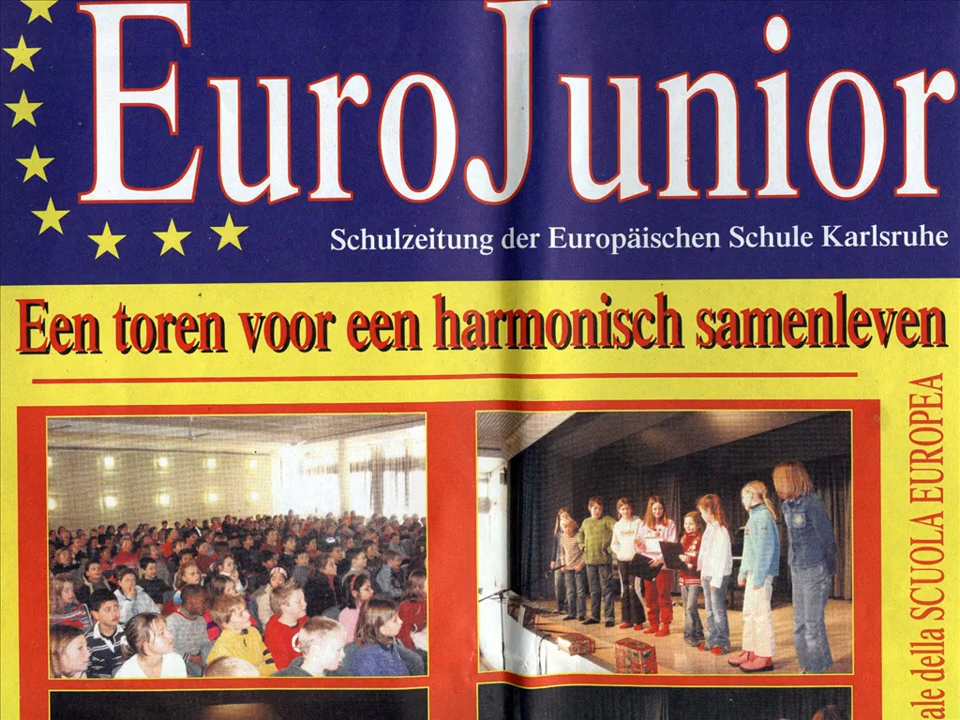 EuroJunior
Schulzeitung der Europäischen Schule Karlsruhe
Een toren voor een harmonisch samenleven
ale della SCUOLA EUROPEA